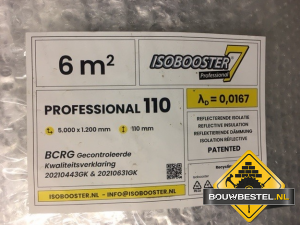 6 m²
ISOBOOSTER 7
Professional
PROFESSIONAL 110
λD = 0,0167
5.000 x 1.200 mm
110 mm
REFLECTERENDE ISOLATIE
REFLECTIVE INSULATION
REFLEKTIERENDE DÄMMUNG
ISOLATION RÉFLECTIVE
PATENTED
BCRG Gecontroleerde
Kwaliteitsverklaring
20210443GK & 20210631GK
ISOBOOSTER.NL - INFO@ISOBOOSTER.NL
BOUWBESTEL.NL